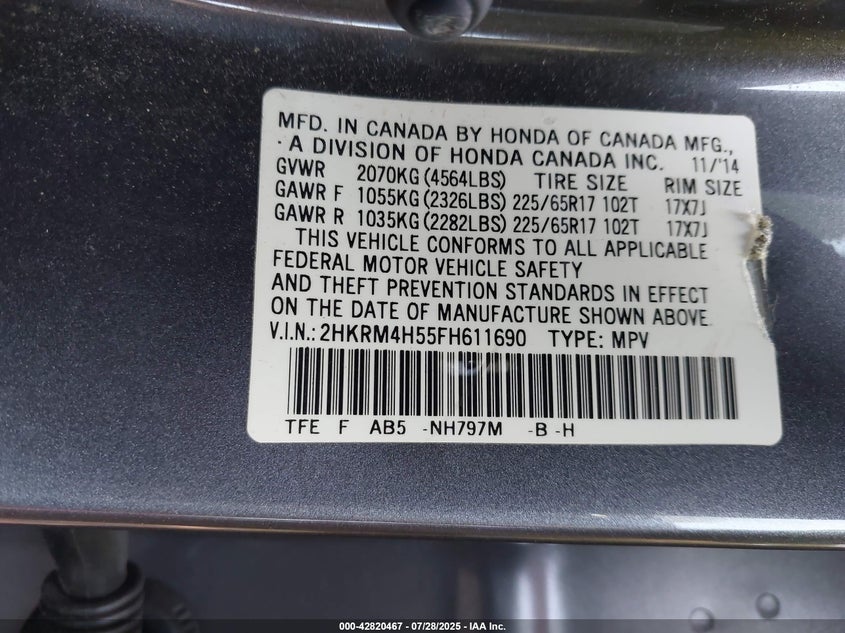 MFD. IN CANADA BY HONDA OF CANADA MFG.,
A DIVISION OF HONDA CANADA INC. 11/'14
GVWR 2070KG (4564LBS) TIRE SIZE RIM SIZE
GAWR F 1055KG (2326LBS) 225/65R17 102T 17X7J
GAWR R 1035KG (2282LBS) 225/65R17 102T 17X7J
THIS VEHICLE CONFORMS TO ALL APPLICABLE
FEDERAL MOTOR VEHICLE SAFETY
AND THEFT PREVENTION STANDARDS IN EFFECT
ON THE DATE OF MANUFACTURE SHOWN ABOVE.
V.I.N.: 2HKRM4H55FH611690 TYPE: MPV
TFE F AB5 -NH797M -B -H
000-42820467 / 07/28/2025 - IAA Inc.